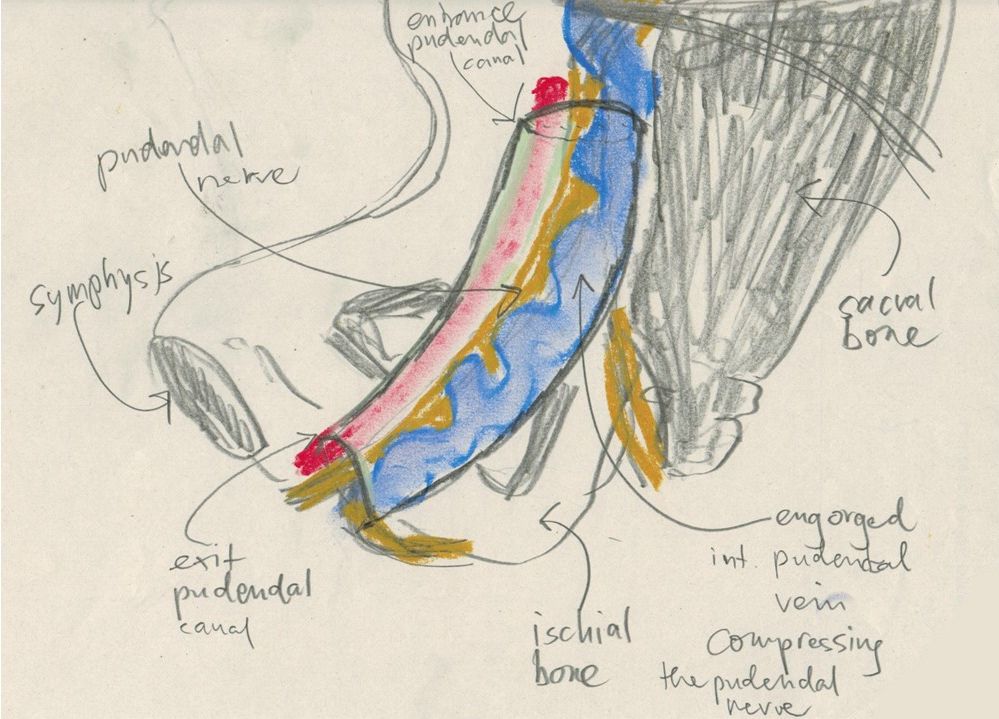 entrance
pudendal
canal
pudendal
nerve
symphysis
sacral
bone
exit
pudendal
canal
ischial
bone
engorged
int. pudendal
vein
compressing
the pudendal
nerve